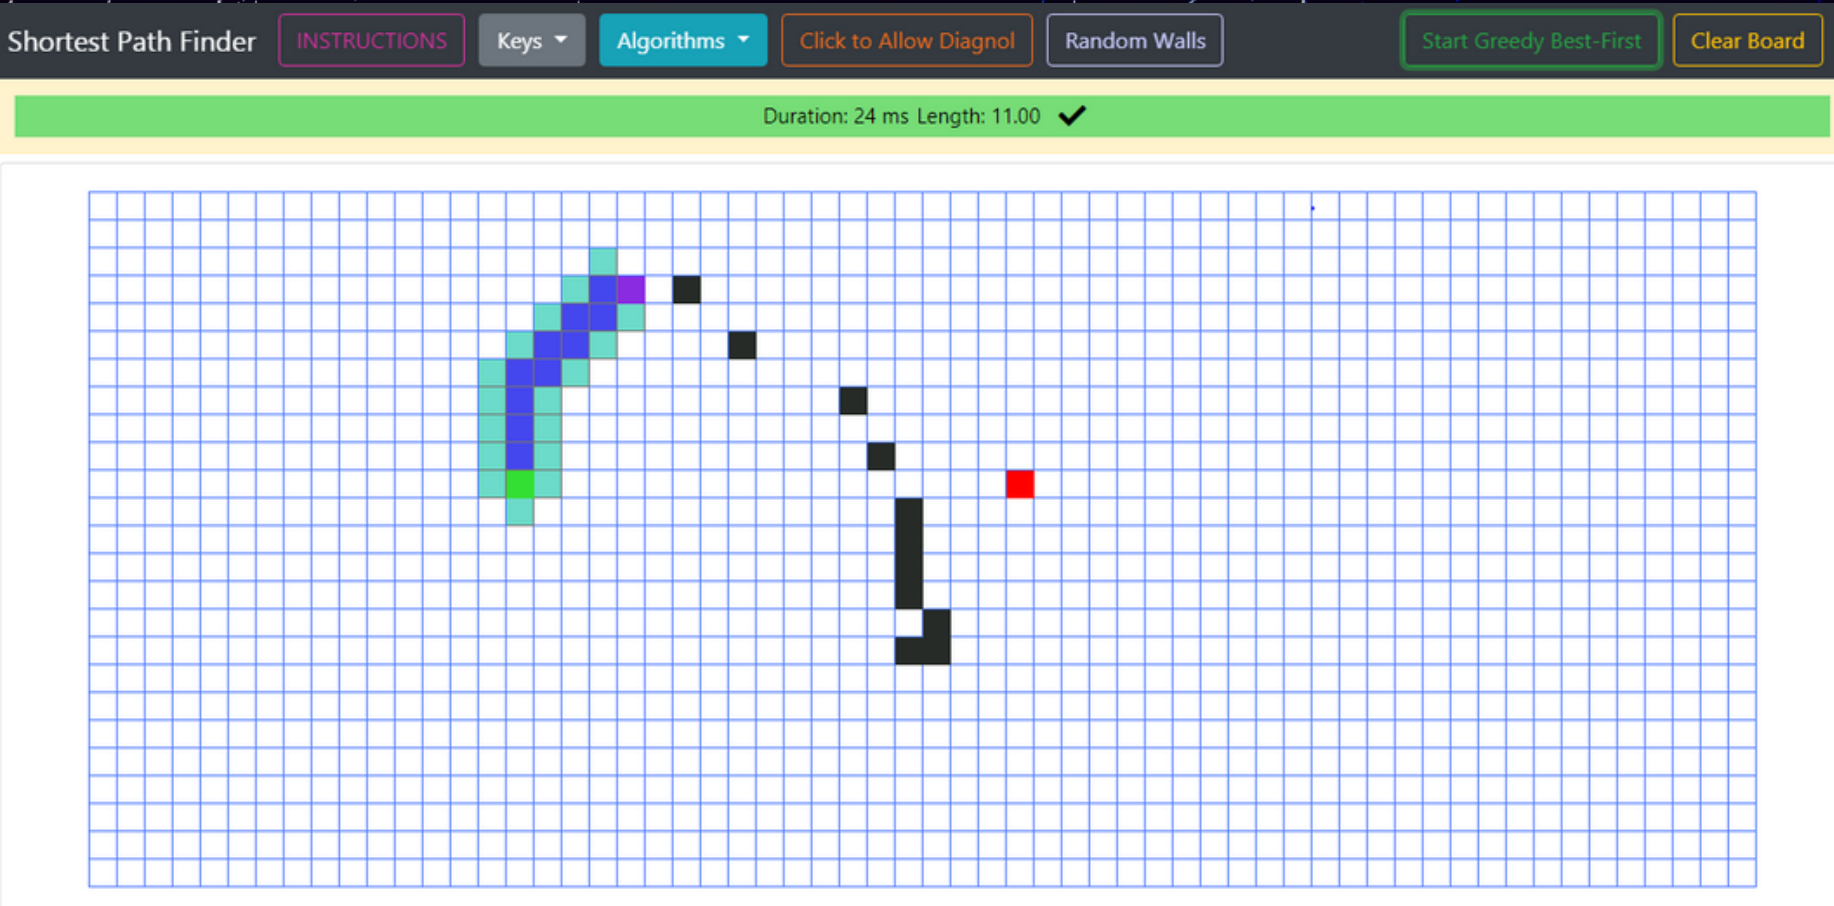 Shortest Path Finder INSTRUCTIONS Keys Algorithms Click to Allow Diagnol Random Walls Start Greedy Best-First Clear Board
Duration: 24 ms Length: 11.00